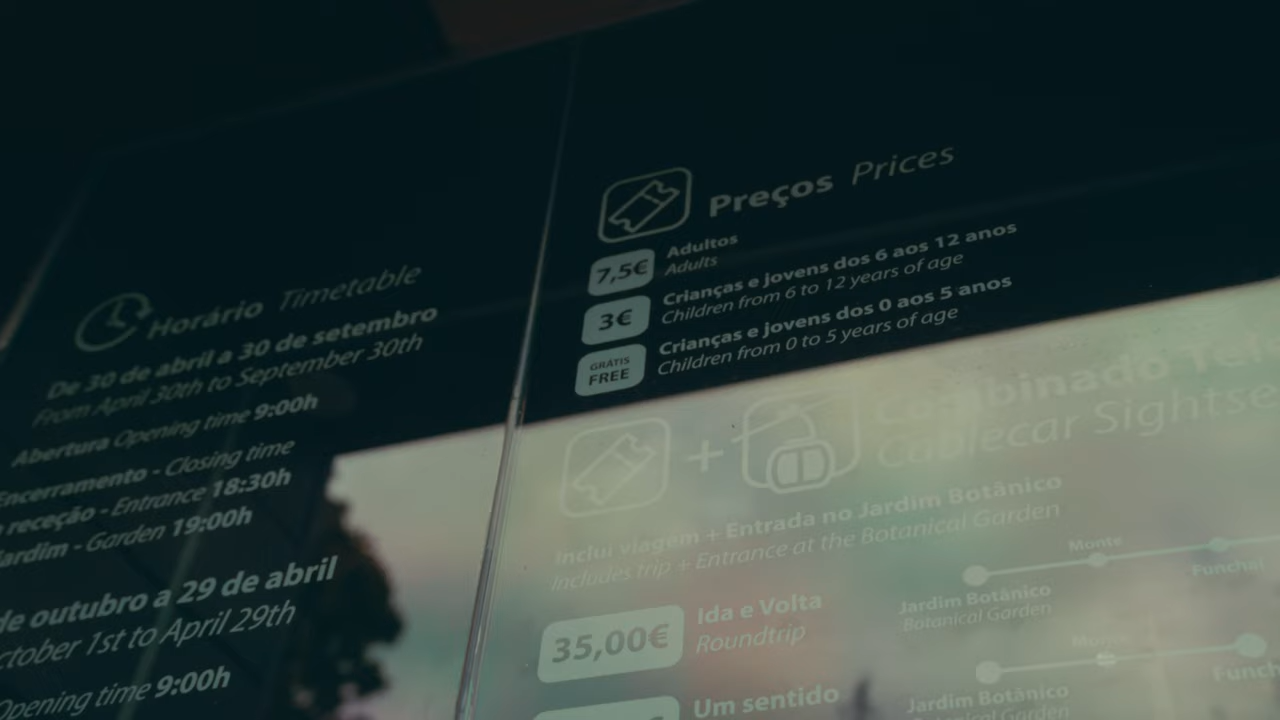 Horário Timetable
De 30 de abril a 30 de setembro
From April 30th to September 30th
Abertura Opening time 9:00h
Encerramento - Closing time
receção - Entrance 18:30h
Jardim - Garden 19:00h
de outubro a 29 de abril
October 1st to April 29th
Opening time 9:00h
Preços Prices
7,5€ Adultos
Adults
3€ Crianças e jovens dos 6 aos 12 anos
Children from 6 to 12 years of age
GRÁTIS
FREE
Crianças e jovens dos 0 aos 5 anos
Children from 0 to 5 years of age
+ Combinado
Cablecar Sightse
Inclui viagem + Entrada no Jardim Botânico
Includes trip + Entrance at the Botanical Garden
35,00€ Ida e Volta
Roundtrip
Monte
Funchal
Jardim Botânico
Botanical Garden
Um sentido
Monte
Funch
Jardim Botânico
Botanical Garden